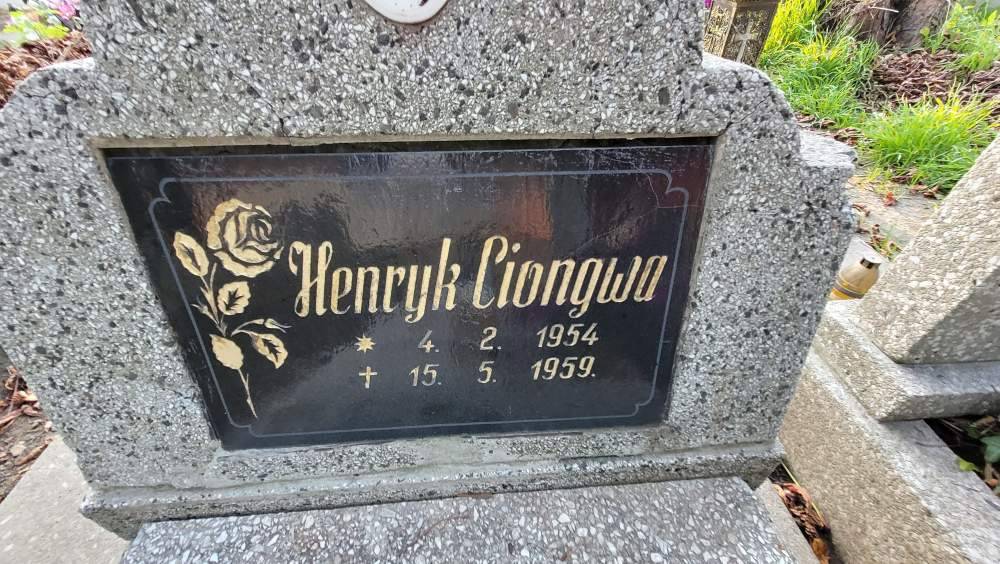 Henryk Ciongwa
* 4. 2. 1954
+ 15. 5. 1959.